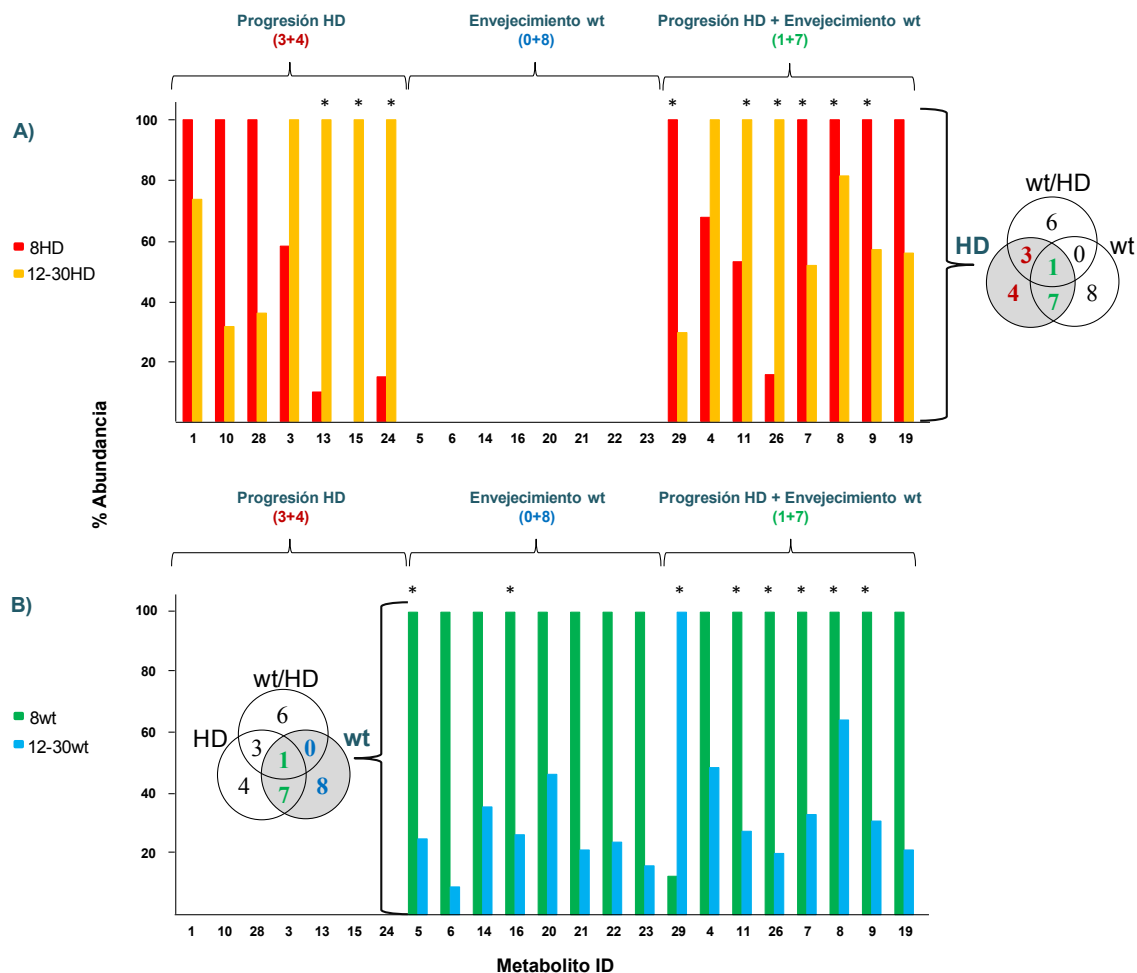 Progresión HD
(3+4)
Envejecimiento wt
(0+8)
Progresión HD + Envejecimiento wt
(1+7)
A)
* * * * * * * * *
100
80
60
40
20
8HD
12-30HD
wt/HD
HD
wt
6
3
0
1
4
7
8
1 10 28 3 13 15 24 5 6 14 16 20 21 22 23 29 4 11 26 7 8 9 19
% Abundancia
Progresión HD
(3+4)
Envejecimiento wt
(0+8)
Progresión HD + Envejecimiento wt
(1+7)
B)
* * * * * * * *
100
80
60
40
20
8wt
12-30wt
wt/HD
HD
wt
6
3
0
1
4
7
8
1 10 28 3 13 15 24 5 6 14 16 20 21 22 23 29 4 11 26 7 8 9 19
Metabolito ID